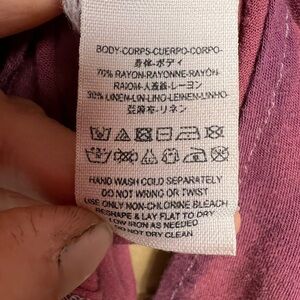 BODY-CORPS-CUERPO-CORPO-
身体-ボディ
70% RAYON-RAYONNE-RAYÓN-
RAION-人造丝-レーヨン
30% LINEN-LIN-LINO-LEINEN-LINHO-
亞麻布-リネン
HAND WASH COLD SEPARATELY
DO NOT WRING OR TWIST
USE ONLY NON-CHLORINE BLEACH
RESHAPE & LAY FLAT TO DRY
LOW IRON AS NEEDED
DO NOT DRY CLEAN